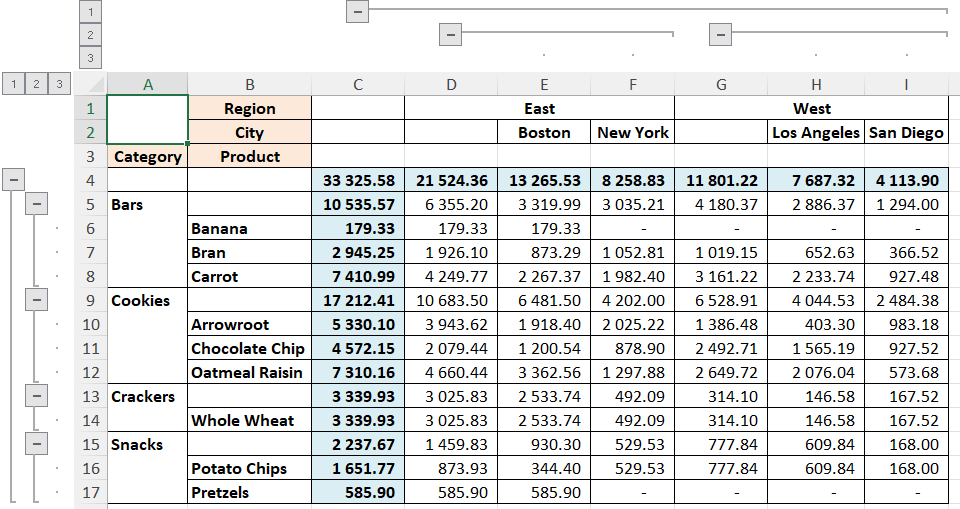 1
2
3
1 2 3 A B C D E F G H I
1 Region East West
2 City Boston New York Los Angeles San Diego
3 Category Product
4 33 325.58 21 524.36 13 265.53 8 258.83 11 801.22 7 687.32 4 113.90
5 Bars 10 535.57 6 355.20 3 319.99 3 035.21 4 180.37 2 886.37 1 294.00
6 Banana 179.33 179.33 179.33 - - - -
7 Bran 2 945.25 1 926.10 873.29 1 052.81 1 019.15 652.63 366.52
8 Carrot 7 410.99 4 249.77 2 267.37 1 982.40 3 161.22 2 233.74 927.48
9 Cookies 17 212.41 10 683.50 6 481.50 4 202.00 6 528.91 4 044.53 2 484.38
10 Arrowroot 5 330.10 3 943.62 1 918.40 2 025.22 1 386.48 403.30 983.18
11 Chocolate Chip 4 572.15 2 079.44 1 200.54 878.90 2 492.71 1 565.19 927.52
12 Oatmeal Raisin 7 310.16 4 660.44 3 362.56 1 297.88 2 649.72 2 076.04 573.68
13 Crackers 3 339.93 3 025.83 2 533.74 492.09 314.10 146.58 167.52
14 Whole Wheat 3 339.93 3 025.83 2 533.74 492.09 314.10 146.58 167.52
15 Snacks 2 237.67 1 459.83 930.30 529.53 777.84 609.84 168.00
16 Potato Chips 1 651.77 873.93 344.40 529.53 777.84 609.84 168.00
17 Pretzels 585.90 585.90 585.90 - - - -